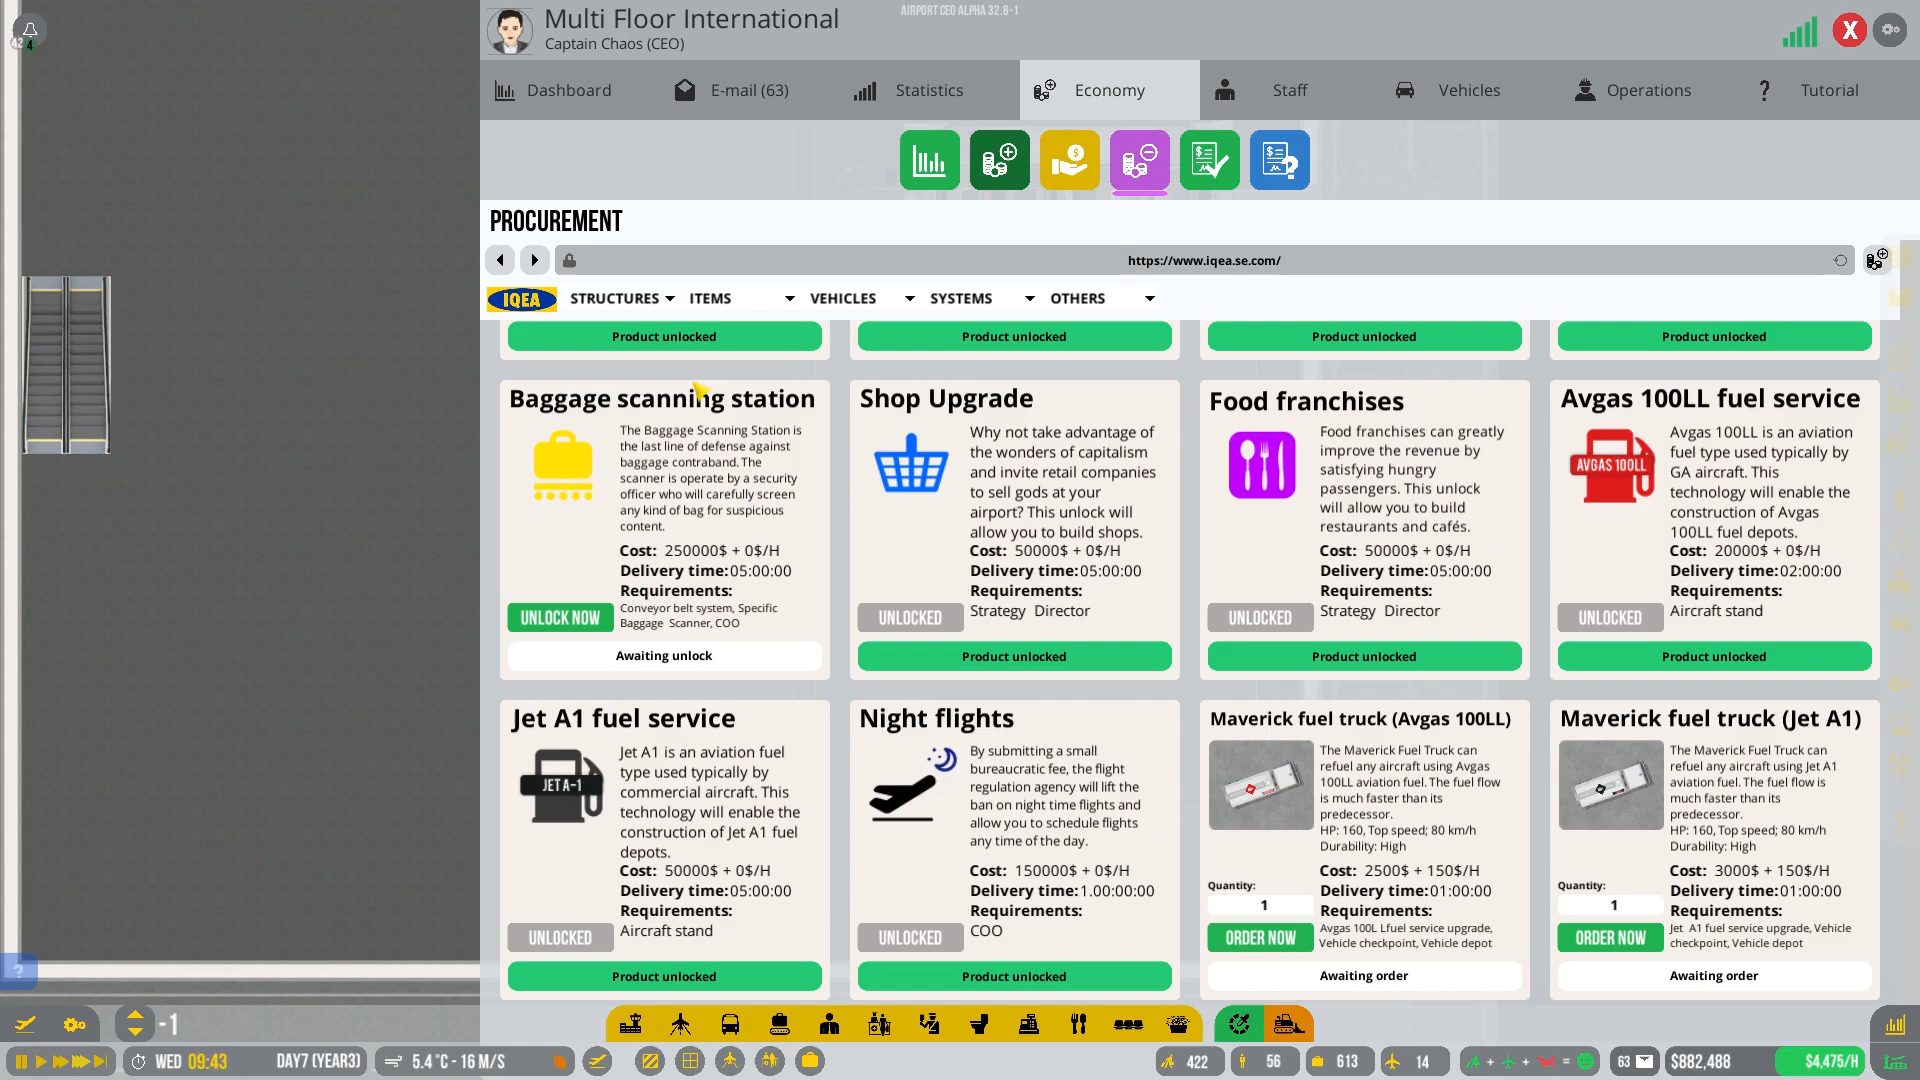 AIRPORT CEO ALPHA 32.8-1
Multi Floor International
Captain Chaos (CEO)
X
42
4
Dashboard
E-mail (63)
Statistics
Economy
Staff
Vehicles
Operations
? Tutorial
PROCUREMENT
https://www.iqea.se.com/
IQEA STRUCTURES ITEMS VEHICLES SYSTEMS OTHERS
Product unlocked
Product unlocked
Product unlocked
Product unlocked
Baggage scanning station
The Baggage Scanning Station is
the last line of defense against
baggage contraband. The
scanner is operate by a security
officer who will carefully screen
any kind of bag for suspicious
content.
Cost: 250000$ + 0$/H
Delivery time: 05:00:00
Requirements:
Conveyor belt system, Specific
Baggage Scanner, COO
UNLOCK NOW
Awaiting unlock
Shop Upgrade
Why not take advantage of
the wonders of capitalism
and invite retail companies
to sell gods at your
airport? This unlock will
allow you to build shops.
Cost: 50000$ + 0$/H
Delivery time: 05:00:00
Requirements:
Strategy Director
UNLOCKED
Product unlocked
Food franchises
Food franchises can greatly
improve the revenue by
satisfying hungry
passengers. This unlock
will allow you to build
restaurants and cafés.
Cost: 50000$ + 0$/H
Delivery time: 05:00:00
Requirements:
Strategy Director
UNLOCKED
Product unlocked
Avgas 100LL fuel service
AVGAS 100LL
Avgas 100LL is an aviation
fuel type used typically by
GA aircraft. This
technology will enable the
construction of Avgas
100LL fuel depots.
Cost: 20000$ + 0$/H
Delivery time: 02:00:00
Requirements:
Aircraft stand
UNLOCKED
Product unlocked
Jet A1 fuel service
JET A-1
Jet A1 is an aviation fuel
type used typically by
commercial aircraft. This
technology will enable the
construction of Jet A1 fuel
depots.
Cost: 50000$ + 0$/H
Delivery time: 05:00:00
Requirements:
Aircraft stand
UNLOCKED
Product unlocked
Night flights
By submitting a small
bureaucratic fee, the flight
regulation agency will lift the
ban on night time flights and
allow you to schedule flights
any time of the day.
Cost: 150000$ + 0$/H
Delivery time: 1.00:00:00
Requirements:
COO
UNLOCKED
Product unlocked
Maverick fuel truck (Avgas 100LL)
The Maverick Fuel Truck can
refuel any aircraft using Avgas
100LL aviation fuel. The fuel flow
is much faster than its
predecessor.
HP: 160, Top speed; 80 km/h
Durability: High
Cost: 2500$ + 150$/H
Delivery time: 01:00:00
Requirements:
Avgas 100L Lfuel service upgrade,
Vehicle checkpoint, Vehicle depot
Quantity:
1
ORDER NOW
Awaiting order
Maverick fuel truck (Jet A1)
The Maverick Fuel Truck can
refuel any aircraft using Jet A1
aviation fuel. The fuel flow is
much faster than its
predecessor.
HP: 160, Top speed; 80 km/h
Durability: High
Cost: 3000$ + 150$/H
Delivery time: 01:00:00
Requirements:
Jet A1 fuel service upgrade, Vehicle
checkpoint, Vehicle depot
Quantity:
1
ORDER NOW
Awaiting order
?
-1
WED 09:43 DAY7 (YEAR3) 5.4°C - 16 M/S 422 56 613 14 + + = 63 $882,488 $4,475/H